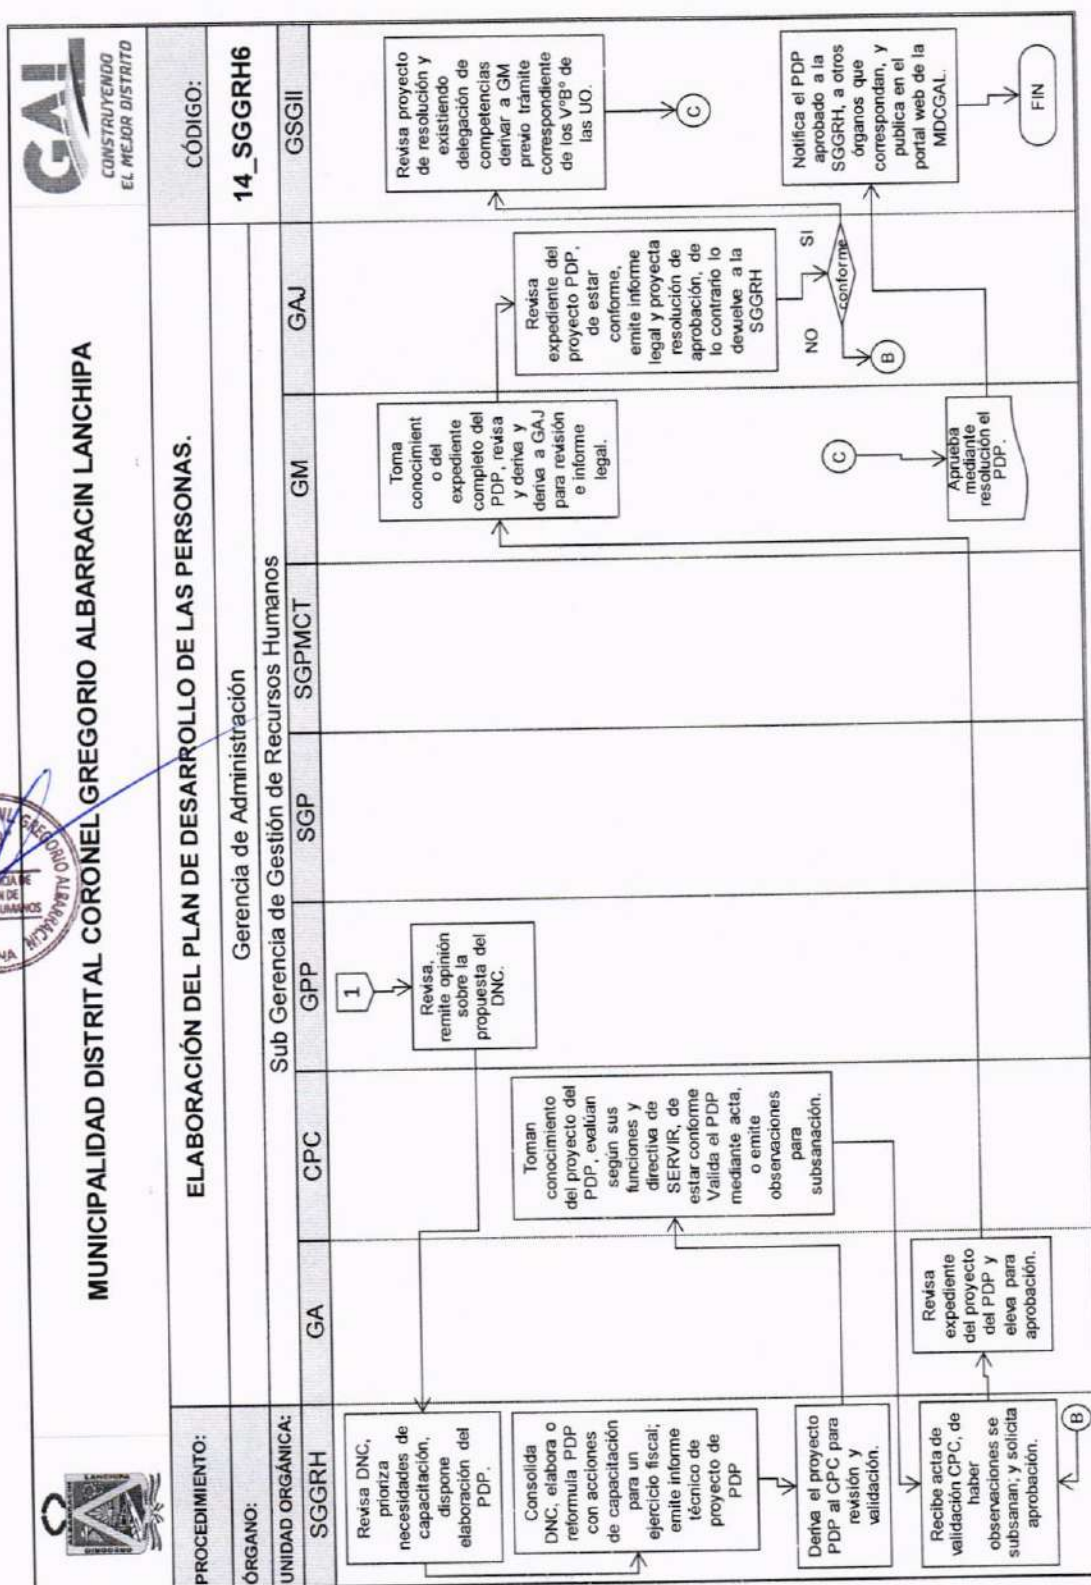 MUNICIPALIDAD DISTRITAL CORONEL GREGORIO ALBARRACIN LANCHIPA
GAL
CONSTRUYENDO
EL MEJOR DISTRITO
LANCHIPA
GREGORIO ALBARRACIN
N DE
UMANOS
PROCEDIMIENTO:
ELABORACIÓN DEL PLAN DE DESARROLLO DE LAS PERSONAS.
CÓDIGO:
ÓRGANO:
Gerencia de Administración
14_SGGRH6
UNIDAD ORGÁNICA:
Sub Gerencia de Gestión de Recursos Humanos
SGGRH
GA
CPC
GPP
SGP
SGPMCT
GM
GAJ
GSGII
1
Revisa,
remite opinión
sobre la
propuesta del
DNC.
Revisa DNC,
prioriza
necesidades de
capacitación,
dispone
elaboración del
PDP.
Consolida
DNC, elabora o
reformula PDP
con acciones
de capacitación
para un
ejercicio fiscal;
emite informe
técnico de
proyecto de
PDP
Deriva el proyecto
PDP al CPC para
revisión y
validación.
Toman
conocimiento
del proyecto del
PDP, evalúan
según sus
funciones y
directiva de
SERVIR, de
estar conforme
Valida el PDP
mediante acta,
o emite
observaciones
para
subsanación.
Recibe acta de
validación CPC, de
haber
observaciones se
subsanan; y solicita
aprobación.
B
Revisa
expediente
del proyecto
del PDP y
eleva para
aprobación.
Toma
conocimient
o del
expediente
completo del
PDP, revisa
y deriva y
deriva a GAJ
para revisión
e informe
legal.
Revisa
expediente del
proyecto PDP,
de estar
conforme,
emite informe
legal y proyecta
resolución de
aprobación, de
lo contrario lo
devuelve a la
SGGRH
NO
SI
conforme
B
Revisa proyecto
de resolución y
existiendo
delegación de
competencias
derivar a GM
previo trámite
correspondiente
de los V°B° de
las UO.
C
C
Aprueba
mediante
resolución el
PDP.
Notifica el PDP
aprobado a la
SGGRH, a otros
órganos que
correspondan, y
publica en el
portal web de la
MDCGAL.
FIN